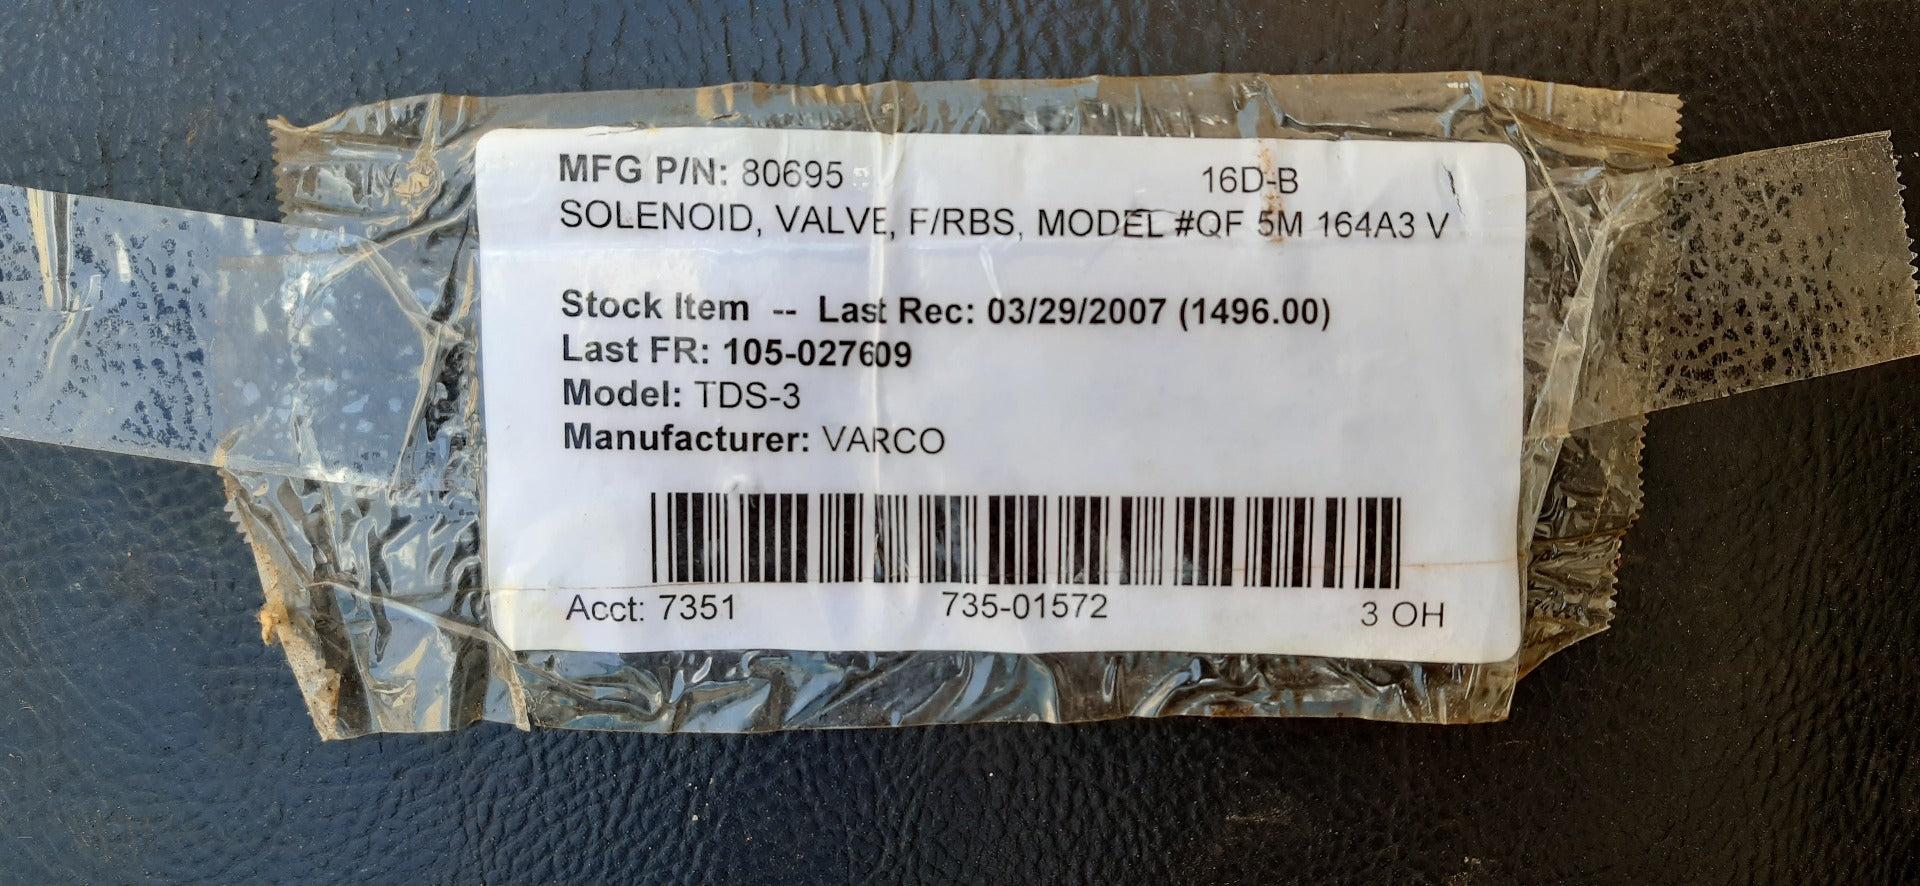 MFG P/N: 80695 16D-B
SOLENOID, VALVE, F/RBS, MODEL #QF 5M 164A3 V
Stock Item -- Last Rec: 03/29/2007 (1496.00)
Last FR: 105-027609
Model: TDS-3
Manufacturer: VARCO
Acct: 7351 735-01572 3 OH